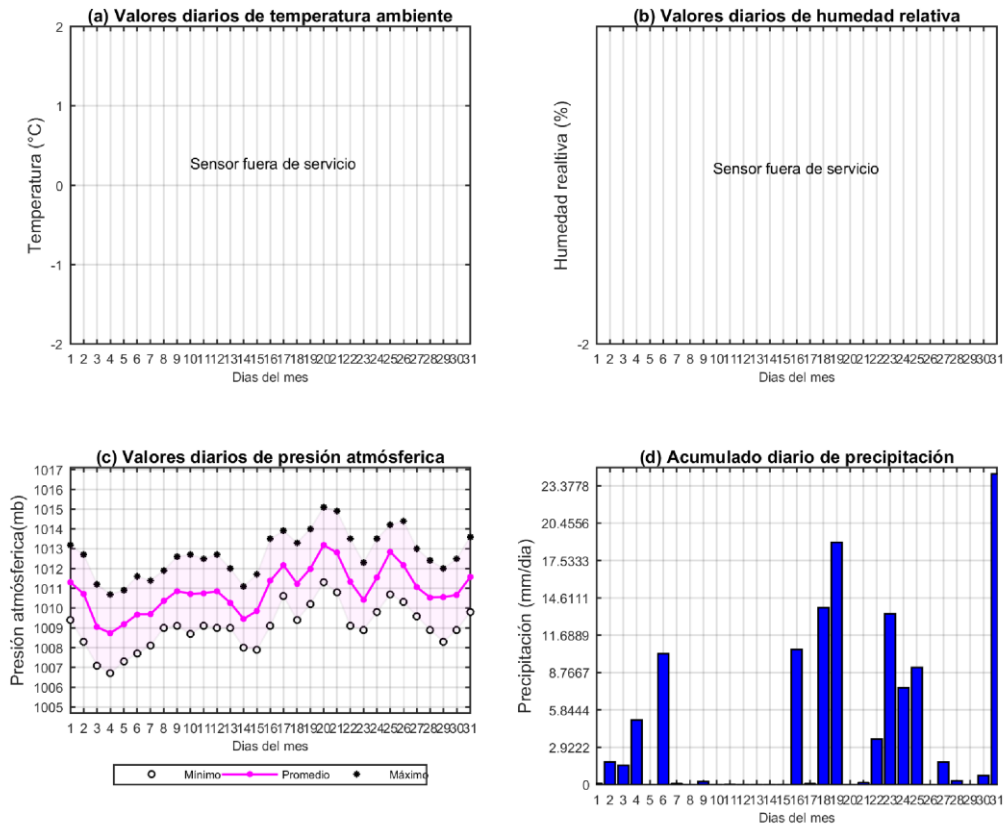 (a) Valores diarios de temperatura ambiente
2
1
0
-1
-2
Temperatura (°C)
Sensor fuera de servicio
1 2 3 4 5 6 7 8 9 10 11 12 13 14 15 16 17 18 19 20 21 22 23 24 25 26 27 28 29 30 31
Dias del mes
(b) Valores diarios de humedad relativa
-2
Humedad realtiva (%)
Sensor fuera de servicio
1 2 3 4 5 6 7 8 9 10 11 12 13 14 15 16 17 18 19 20 21 22 23 24 25 26 27 28 29 30 31
Dias del mes
(c) Valores diarios de presión atmósferica
1017
1016
1015
1014
1013
1012
1011
1010
1009
1008
1007
1006
1005
Presión atmósferica(mb)
1 2 3 4 5 6 7 8 9 10 11 12 13 14 15 16 17 18 19 20 21 22 23 24 25 26 27 28 29 30 31
Dias del mes
Minimo Promedio Máximo
(d) Acumulado diario de precipitación
23.3778
20.4556
17.5333
14.6111
11.6889
8.7667
5.8444
2.9222
0
Precipitación (mm/dia)
1 2 3 4 5 6 7 8 9 10 11 12 13 14 15 16 17 18 19 20 21 22 23 24 25 26 27 28 29 30 31
Dias del mes